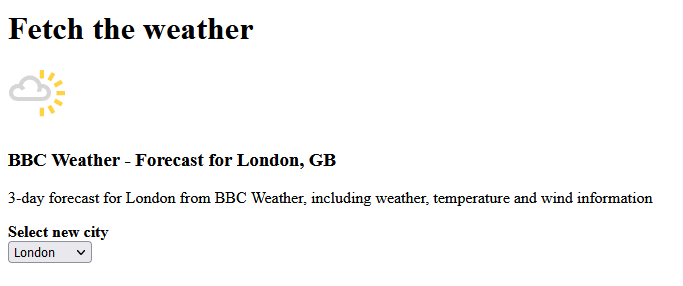 Fetch the weather
BBC Weather - Forecast for London, GB
3-day forecast for London from BBC Weather, including weather, temperature and wind information
Select new city
London